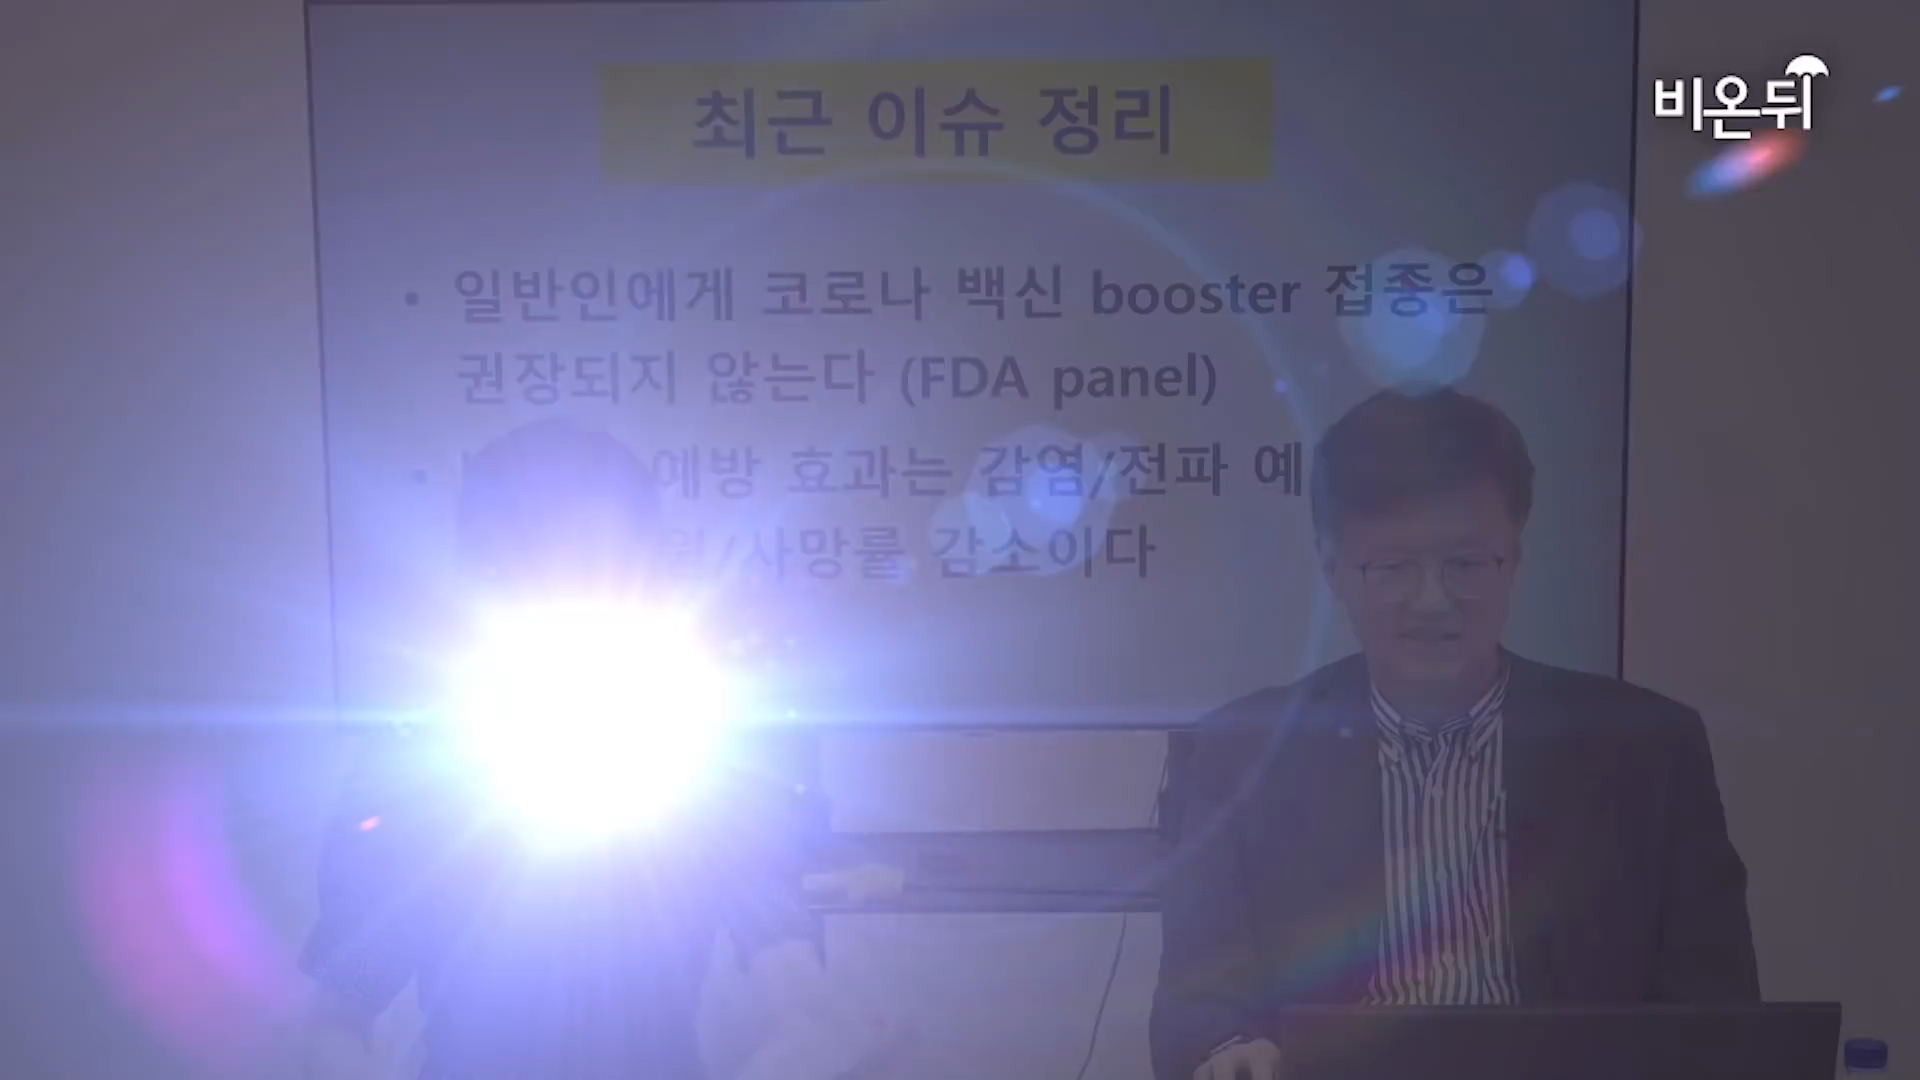 비온뒤
최근 이슈 정리
• 일반인에게 코로나 백신 booster 접종은
권장되지 않는다 (FDA panel)
• 예방 효과는 감염/전파 예
원/사망률 감소이다